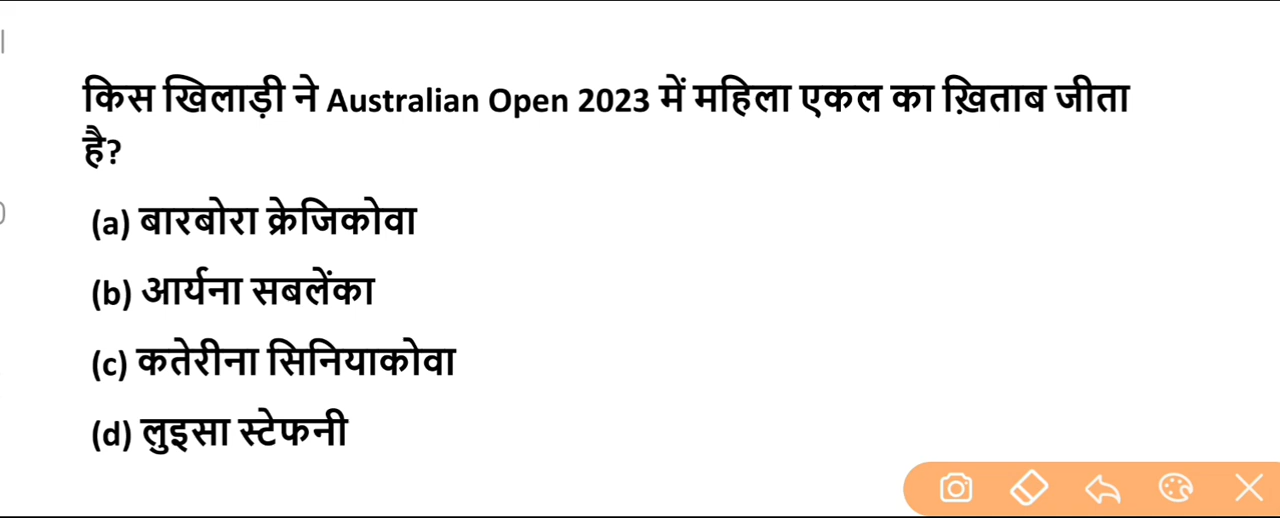 किस खिलाड़ी ने Australian Open 2023 में महिला एकल का ख़िताब जीता
है?
(a) बारबोरा क्रेजिकोवा
(b) आर्यना सबलेंका
(c) कतेरीना सिनियाकोवा
(d) लुइसा स्टेफनी